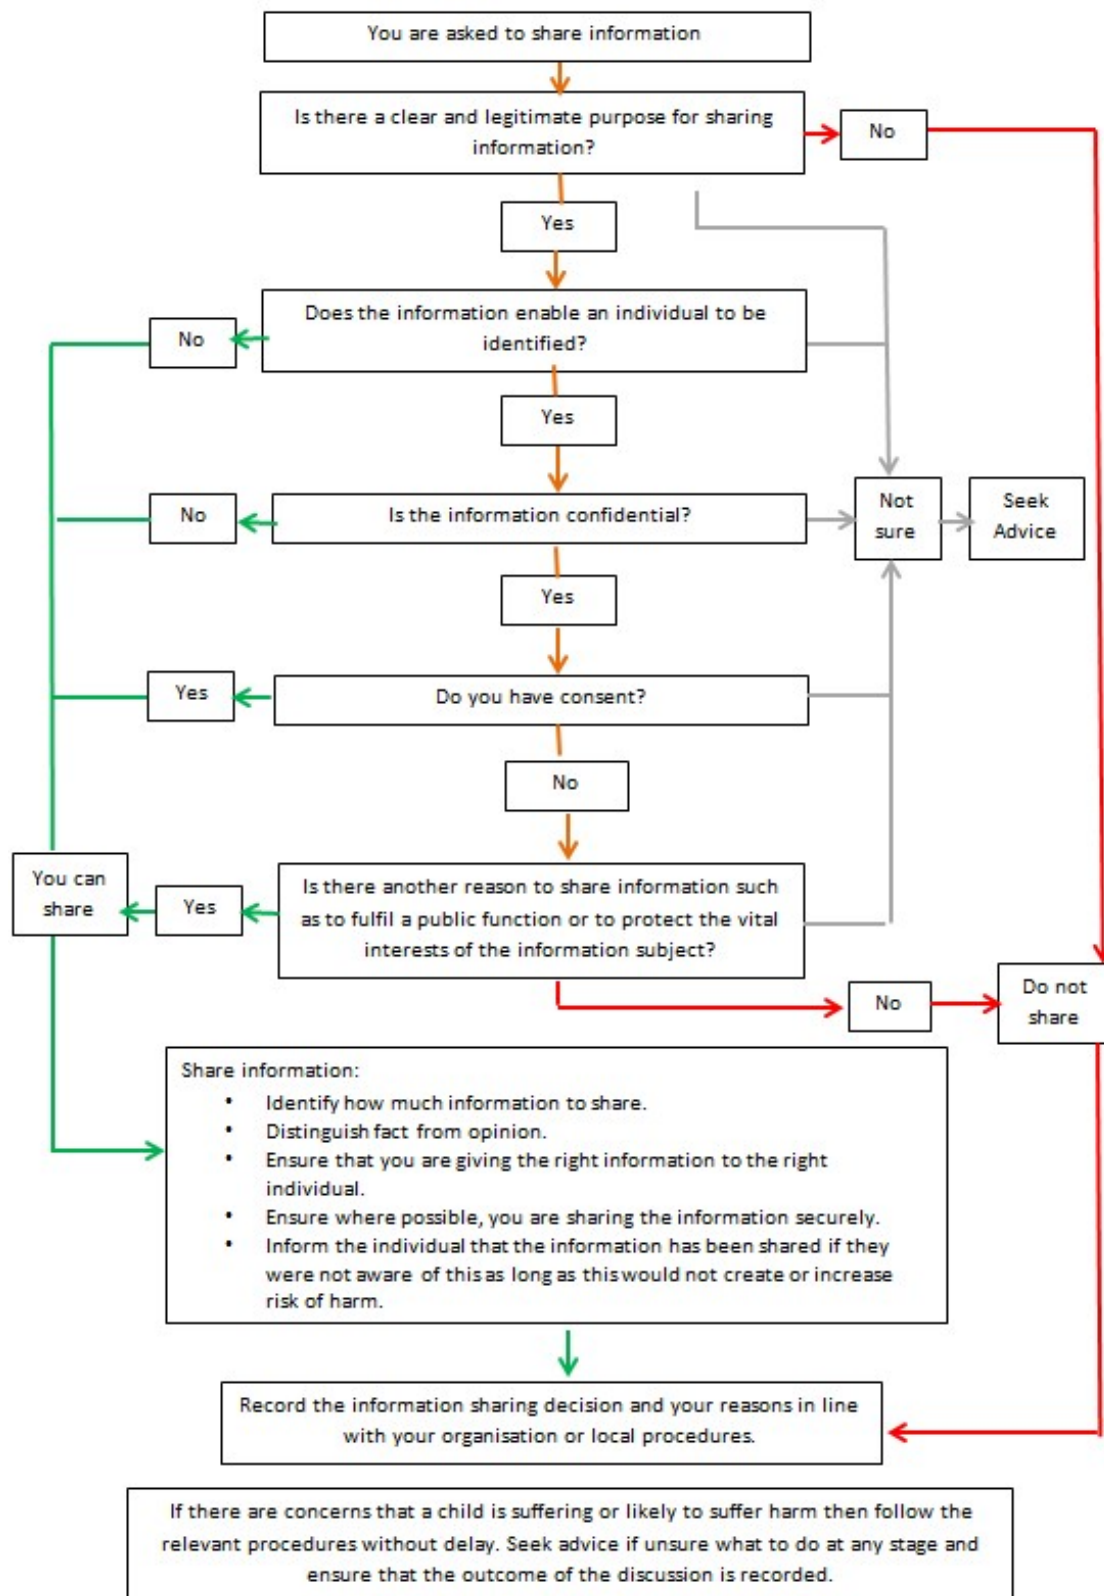 You are asked to share information
Is there a clear and legitimate purpose for sharing
information?
No
Yes
Does the information enable an individual to be
identified?
No
Yes
Is the information confidential?
No
Not
sure
Seek
Advice
Yes
Do you have consent?
Yes
No
Is there another reason to share information such
as to fulfil a public function or to protect the vital
interests of the information subject?
Yes
You can
share
No
Do not
share
Share information:
• Identify how much information to share.
• Distinguish fact from opinion.
• Ensure that you are giving the right information to the right
individual.
• Ensure where possible, you are sharing the information securely.
• Inform the individual that the information has been shared if they
were not aware of this as long as this would not create or increase
risk of harm.
Record the information sharing decision and your reasons in line
with your organisation or local procedures.
If there are concerns that a child is suffering or likely to suffer harm then follow the
relevant procedures without delay. Seek advice if unsure what to do at any stage and
ensure that the outcome of the discussion is recorded.